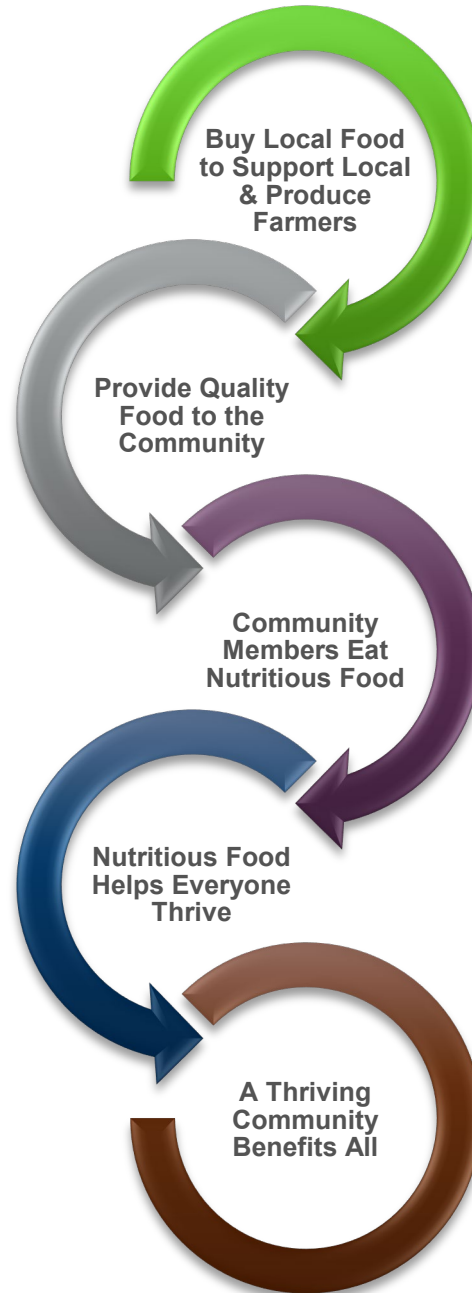 Buy Local Food
to Support Local
& Produce
Farmers
Provide Quality
Food to the
Community
Community
Members Eat
Nutritious Food
Nutritious Food
Helps Everyone
Thrive
A Thriving
Community
Benefits All